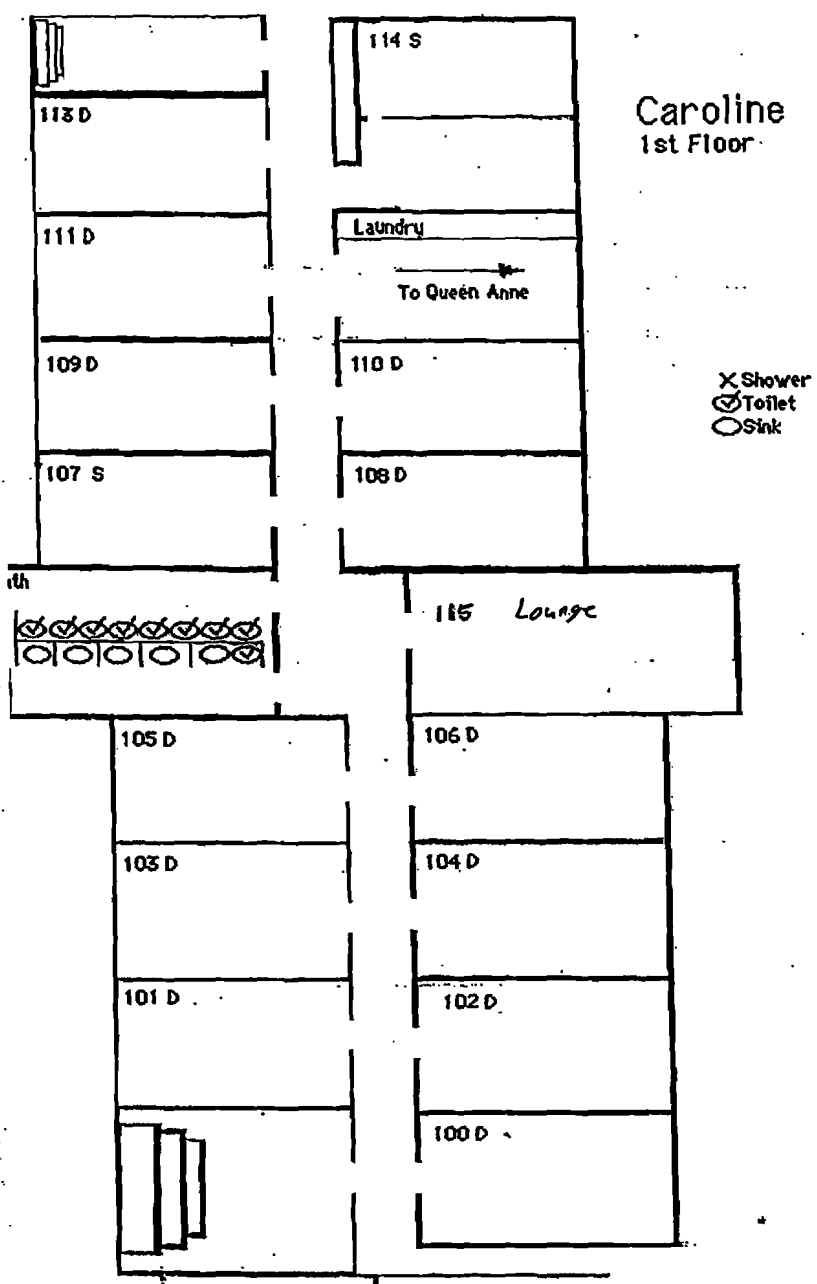 114 S
Caroline
1st Floor
113 D
Laundry
111 D
To Queen Anne
109 D
110 D
X Shower
Toilet
Sink
107 S
108 D
ith
115 Lounge
105 D
106 D
103 D
104 D
101 D
102 D
100 D